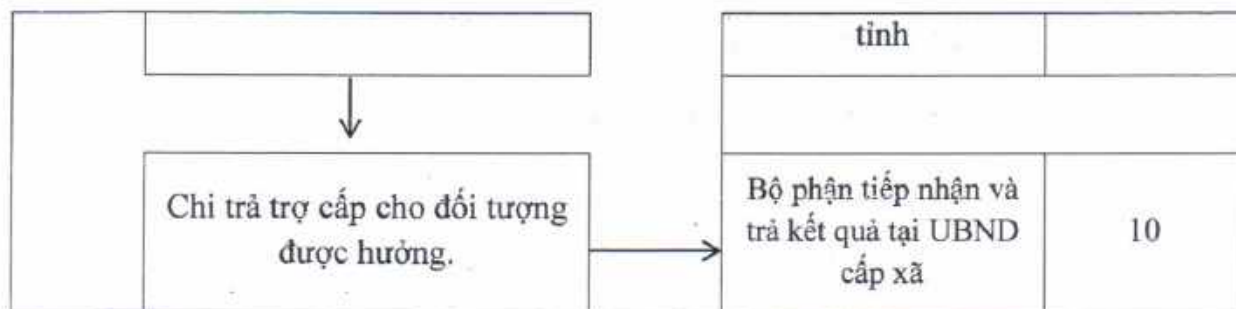 tỉnh
Chi trả trợ cấp cho đối tượng
được hưởng.
Bộ phận tiếp nhận và
trả kết quả tại UBND
cấp xã
10